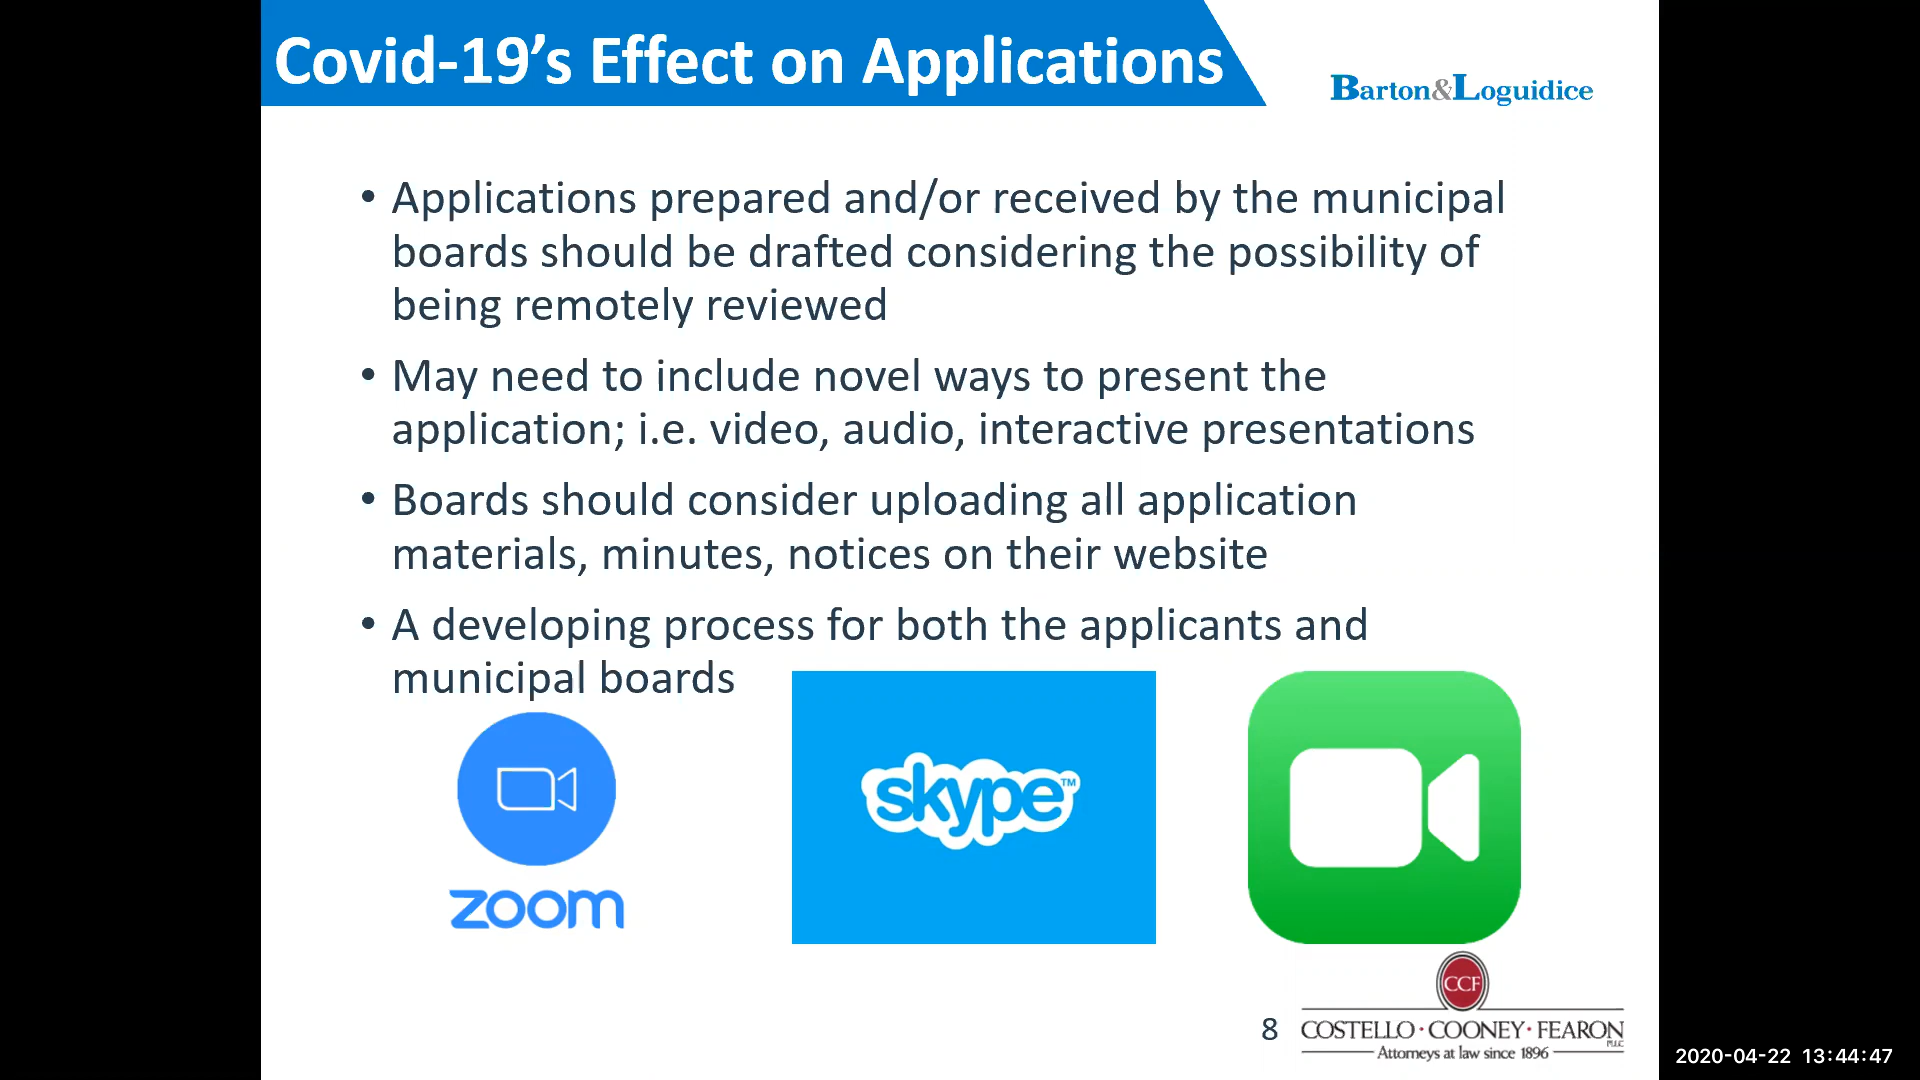 Covid-19’s Effect on Applications
Barton&Loguidice
• Applications prepared and/or received by the municipal
boards should be drafted considering the possibility of
being remotely reviewed
• May need to include novel ways to present the
application; i.e. video, audio, interactive presentations
• Boards should consider uploading all application
materials, minutes, notices on their website
• A developing process for both the applicants and
municipal boards
zoom
skype™
CCF
8
COSTELLO · COONEY · FEARON
PLLC
Attorneys at law since 1896
2020-04-22 13:44:47